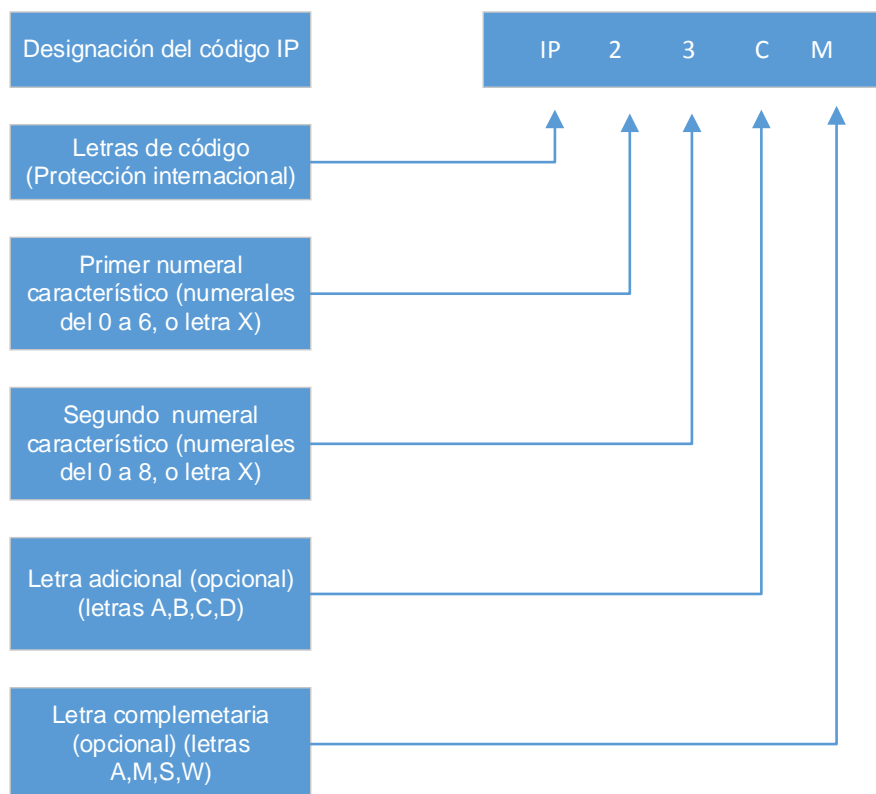 Designación del código IP
IP 2 3 C M
Letras de código
(Protección internacional)
Primer numeral
característico (numerales
del 0 a 6, o letra X)
Segundo numeral
característico (numerales
del 0 a 8, o letra X)
Letra adicional (opcional)
(letras A,B,C,D)
Letra complemetaria
(opcional) (letras
A,M,S,W)